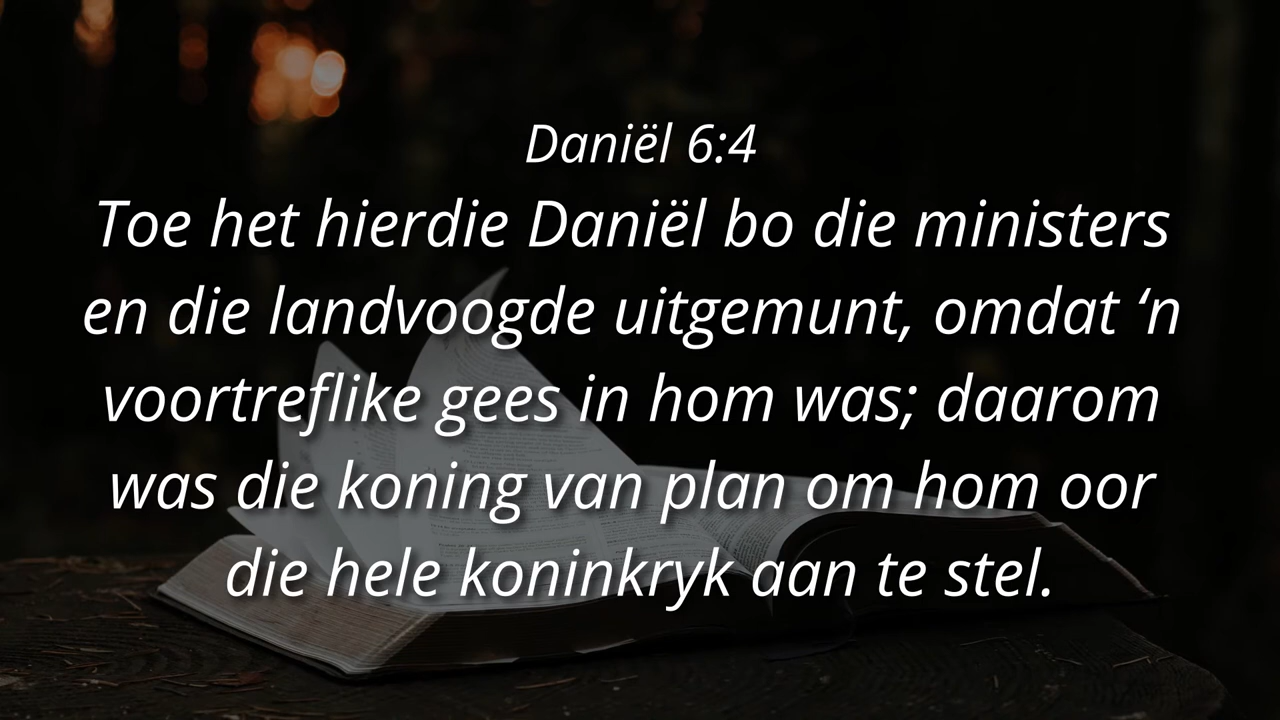 Daniël 6:4
Toe het hierdie Daniël bo die ministers
en die landvoogde uitgemunt, omdat ‘n
voortreflike gees in hom was; daarom
was die koning van plan om hom oor
die hele koninkryk aan te stel.